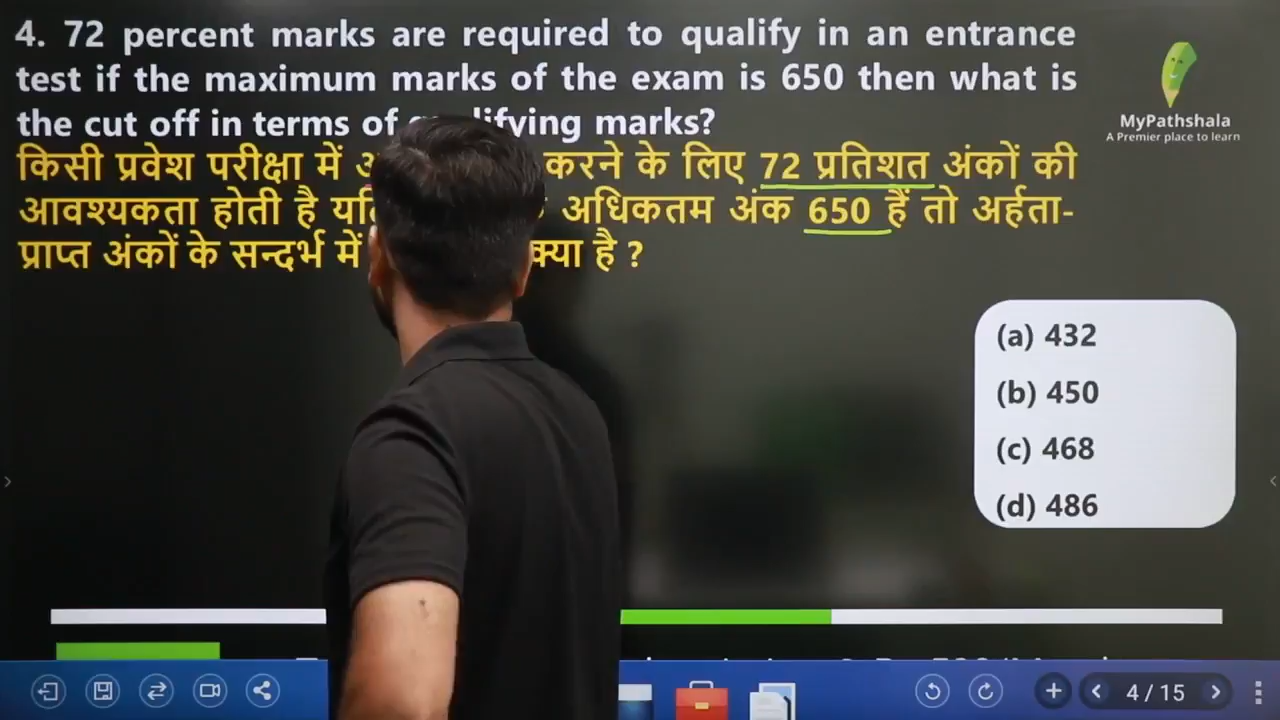 4. 72 percent marks are required to qualify in an entrance
test if the maximum marks of the exam is 650 then what is
the cut off in terms of marks?
किसी प्रवेश परीक्षा में करने के लिए 72 प्रतिशत अंकों की
आवश्यकता होती है अधिकतम अंक 650 हैं तो अर्हता-
प्राप्त अंकों के सन्दर्भ में क्या है ?
MyPathshala
A Premier place to learn
(a) 432
(b) 450
(c) 468
(d) 486
4 / 15